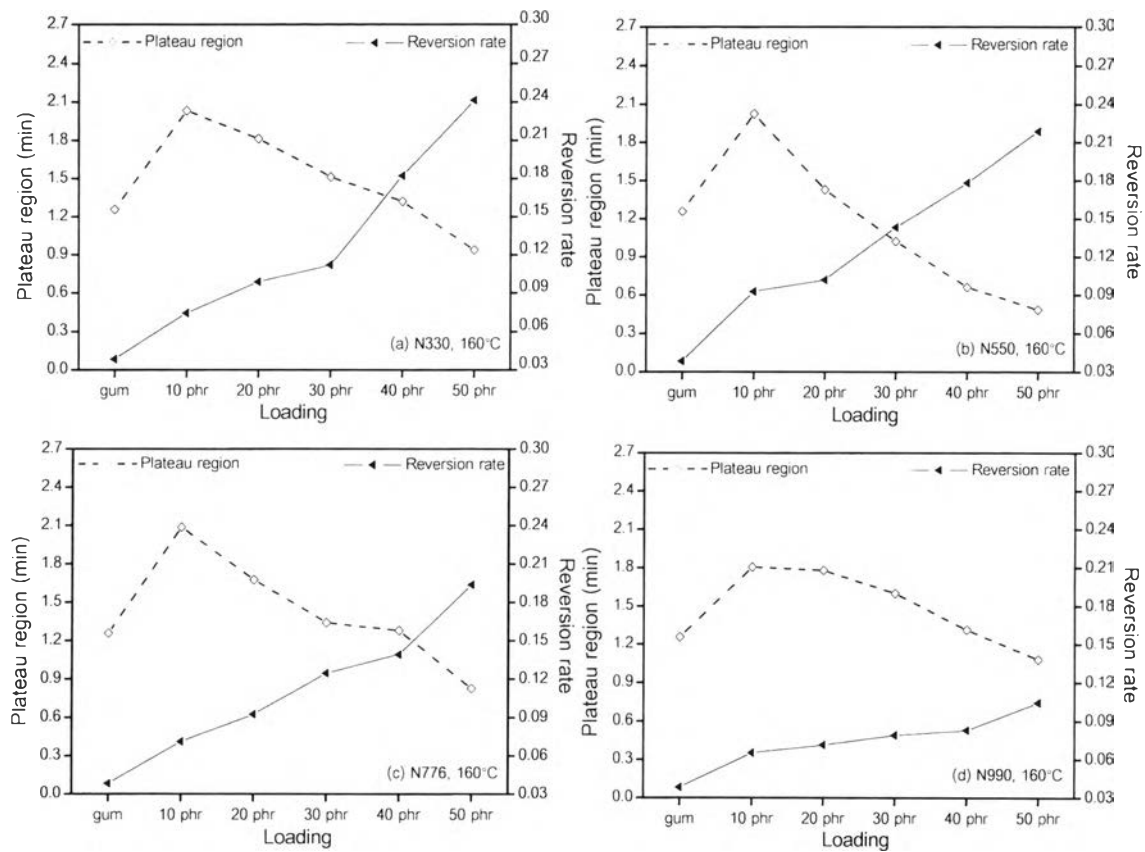 Plateau region
Reversion rate
2.7
2.4
2.1
1.8
1.5
1.2
0.9
0.6
0.3
0.0
Plateau region (min)
0.30
0.27
0.24
0.21
0.18
0.15
0.12
0.09
0.06
0.03
Reversion rate
(a) N330, 160°C
gum 10 phr 20 phr 30 phr 40 phr 50 phr
Loading
Plateau region
Reversion rate
2.7
2.4
2.1
1.8
1.5
1.2
0.9
0.6
0.3
0.0
Plateau region (min)
0.30
0.27
0.24
0.21
0.18
0.15
0.12
0.09
0.06
0.03
Reversion rate
(b) N550, 160°C
gum 10 phr 20 phr 30 phr 40 phr 50 phr
Loading
Plateau region
Reversion rate
2.7
2.4
2.1
1.8
1.5
1.2
0.9
0.6
0.3
0.0
Plateau region (min)
0.30
0.27
0.24
0.21
0.18
0.15
0.12
0.09
0.06
0.03
Reversion rate
(c) N776, 160°C
gum 10 phr 20 phr 30 phr 40 phr 50 phr
Loading
Plateau region
Reversion rate
2.7
2.4
2.1
1.8
1.5
1.2
0.9
0.6
0.3
0.0
Plateau region (min)
0.30
0.27
0.24
0.21
0.18
0.15
0.12
0.09
0.06
0.03
Reversion rate
(d) N990, 160°C
gum 10 phr 20 phr 30 phr 40 phr 50 phr
Loading